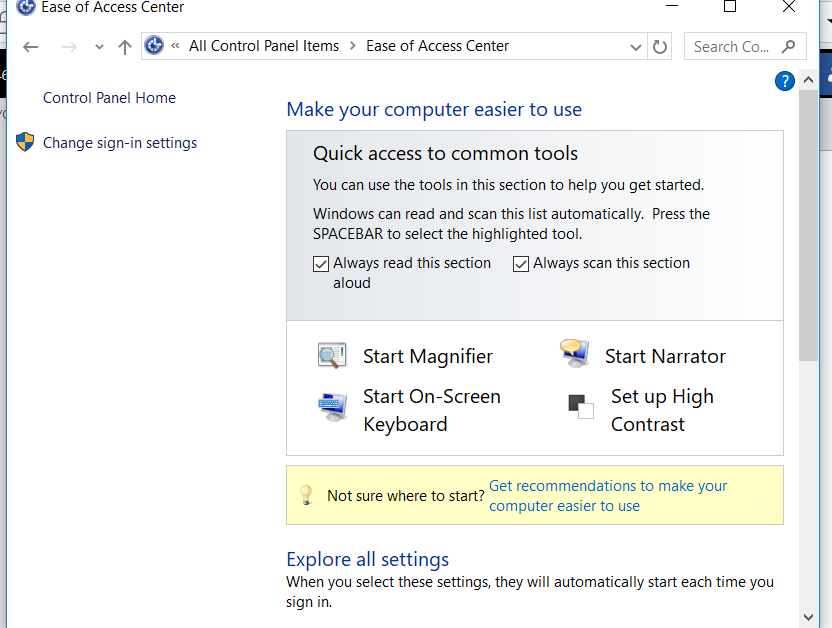 Ease of Access Center
« All Control Panel Items > Ease of Access Center
Search Co...
Control Panel Home
Change sign-in settings
?
Make your computer easier to use
Quick access to common tools
You can use the tools in this section to help you get started.
Windows can read and scan this list automatically. Press the
SPACEBAR to select the highlighted tool.
Always read this section
aloud
Always scan this section
Start Magnifier
Start Narrator
Start On-Screen
Keyboard
Set up High
Contrast
Not sure where to start?
Get recommendations to make your
computer easier to use
Explore all settings
When you select these settings, they will automatically start each time you
sign in.